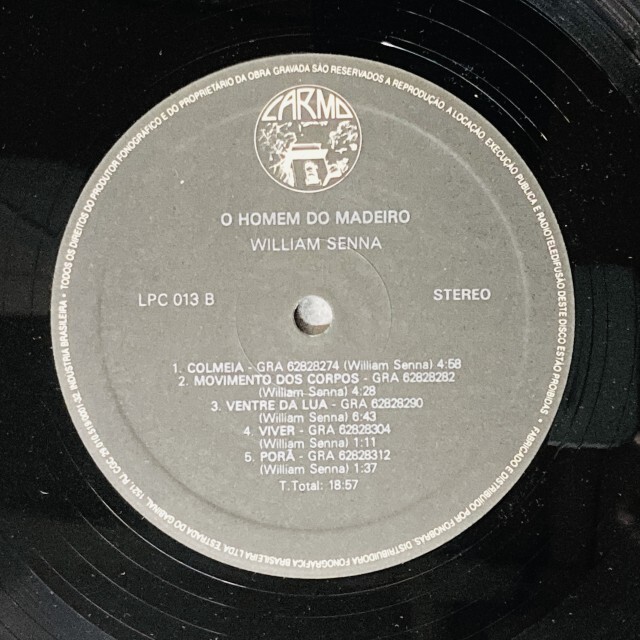 • TODOS OS DIREITOS DO PRODUTOR FONOGRÁFICO E DO PROPRIETÁRIO DA OBRA GRAVADA SÃO RESERVADOS A REPRODUÇÃO, A LOCAÇÃO, EXECUÇÃO PÚBLICA E RADIOTELEDIFUSÃO DESTE DISCO ESTÃO PROIBIDAS •
CARMO
O HOMEM DO MADEIRO
WILLIAM SENNA
LPC 013 B
STEREO
1. COLMEIA - GRA 62828274 (William Senna) 4:58
2. MOVIMENTO DOS CORPOS - GRA 62828282
(William Senna) 4:28
3. VENTRE DA LUA - GRA 62828290
(William Senna) 6:43
4. VIVER - GRA 62828304
(William Senna) 1:11
5. PORÃ - GRA 62828312
(William Senna) 1:37
T.Total: 18:57
FABRICADO E DISTRIBUÍDO POR FONOBRÁS, DISTRIBUIDORA FONOGRÁFICA BRASILEIRA LTDA. ESTRADA DO GABINAL, 1521, RJ, CGC INDÚSTRIA BRASILEIRA